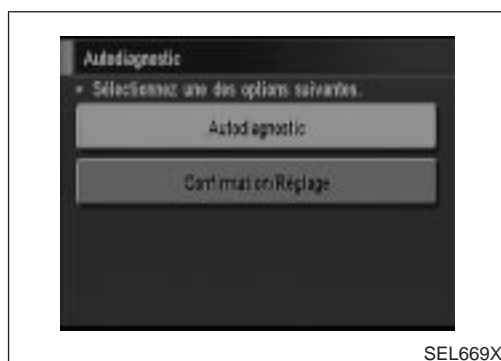 Autodiagnostic
• Sélectionnez une des options suivantes.
Autodiagnostic
Confirmation/Réglage
SEL669X